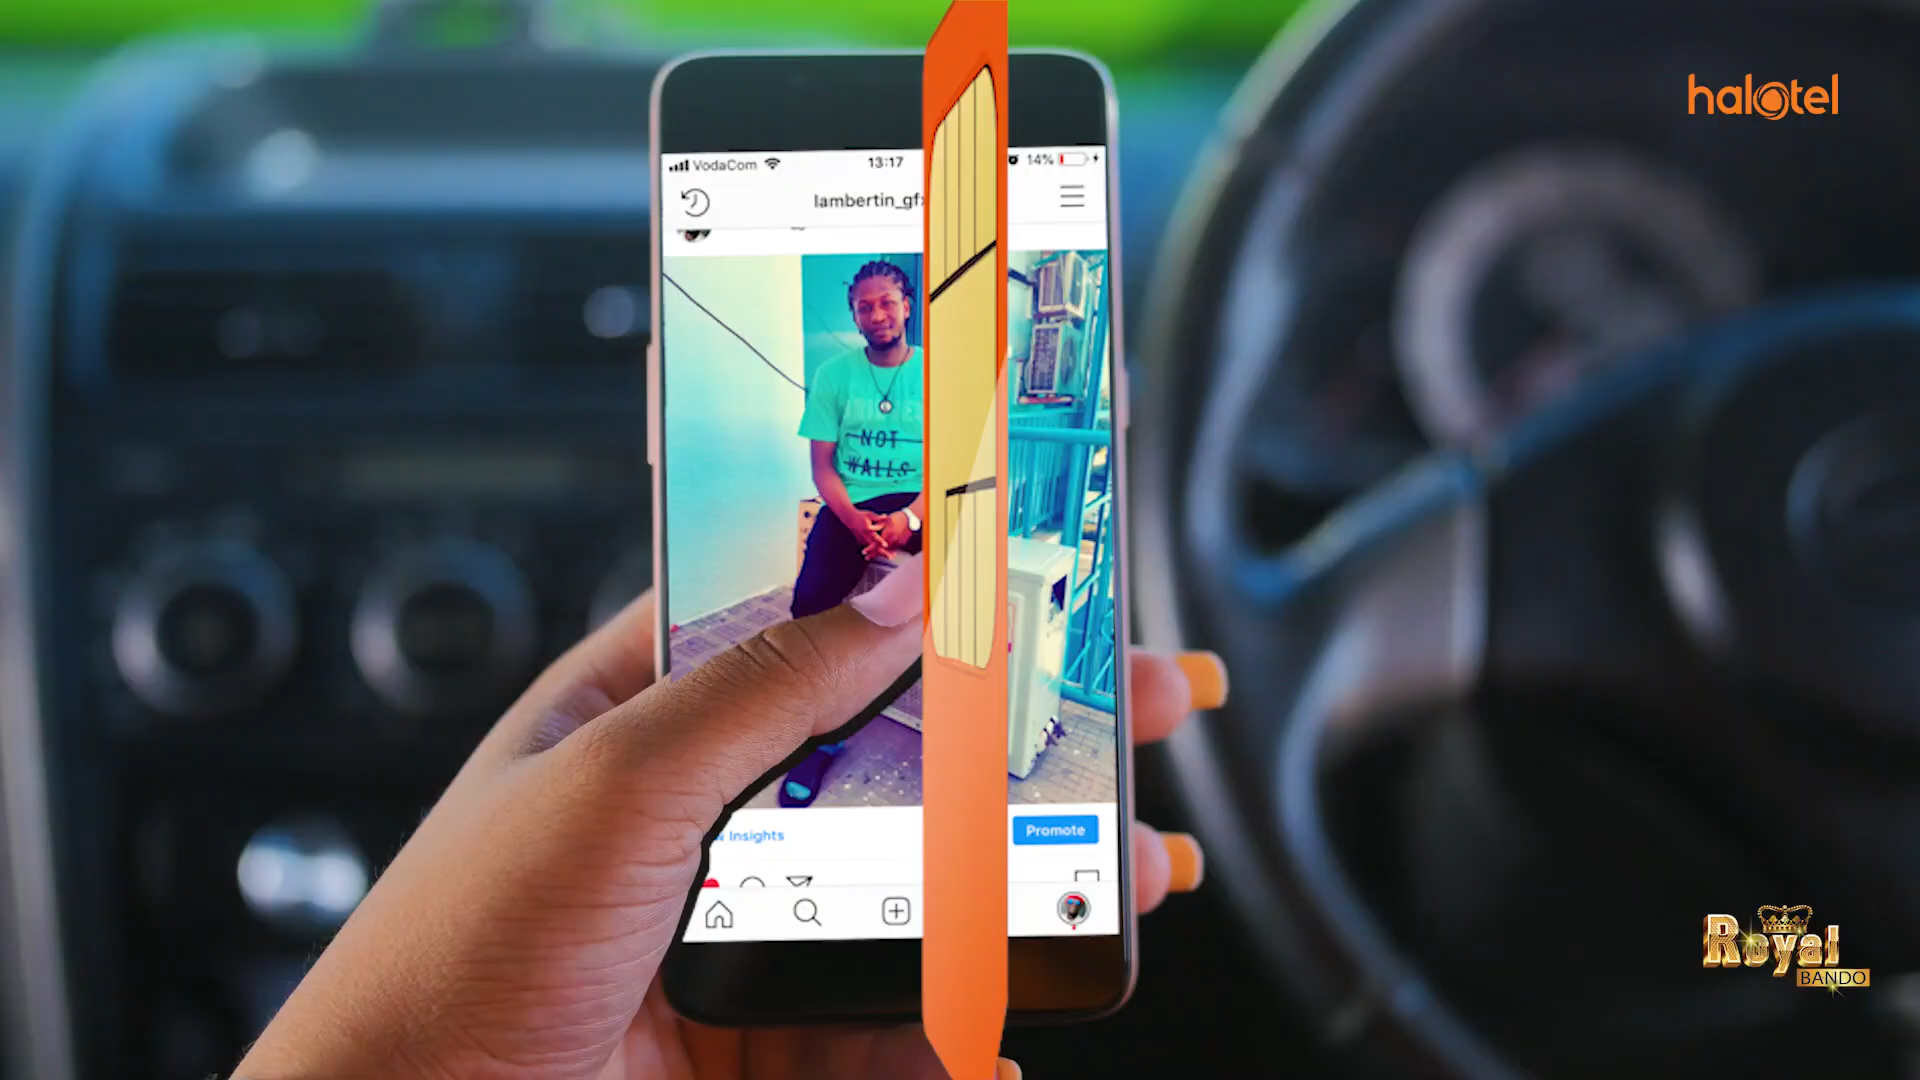 halotel
VodaCom
13:17
14%
lambertin_gf
NOT
WALLS
Insights
Promote
Royal
BANDO